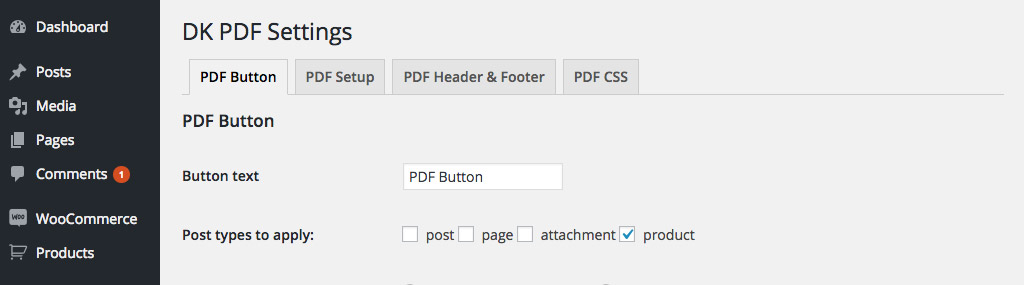 Dashboard
Posts
Media
Pages
Comments 1
WooCommerce
Products
DK PDF Settings
PDF Button PDF Setup PDF Header & Footer PDF CSS
PDF Button
Button text PDF Button
Post types to apply: post page attachment product